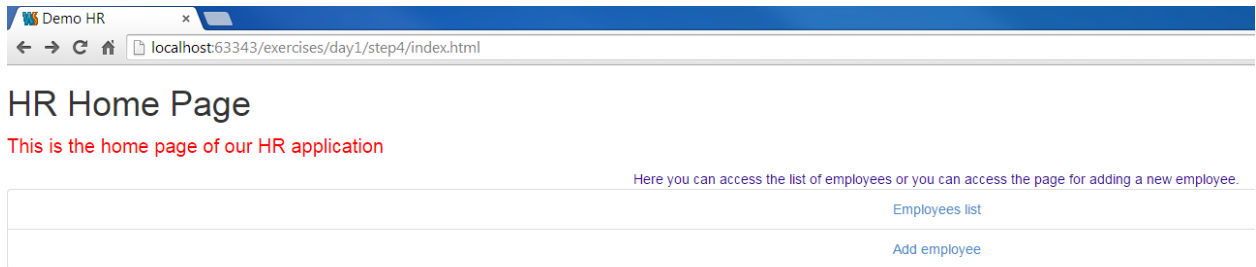 Demo HR
localhost:63343/exercises/day1/step4/index.html
HR Home Page
This is the home page of our HR application
Here you can access the list of employees or you can access the page for adding a new employee.
Employees list
Add employee